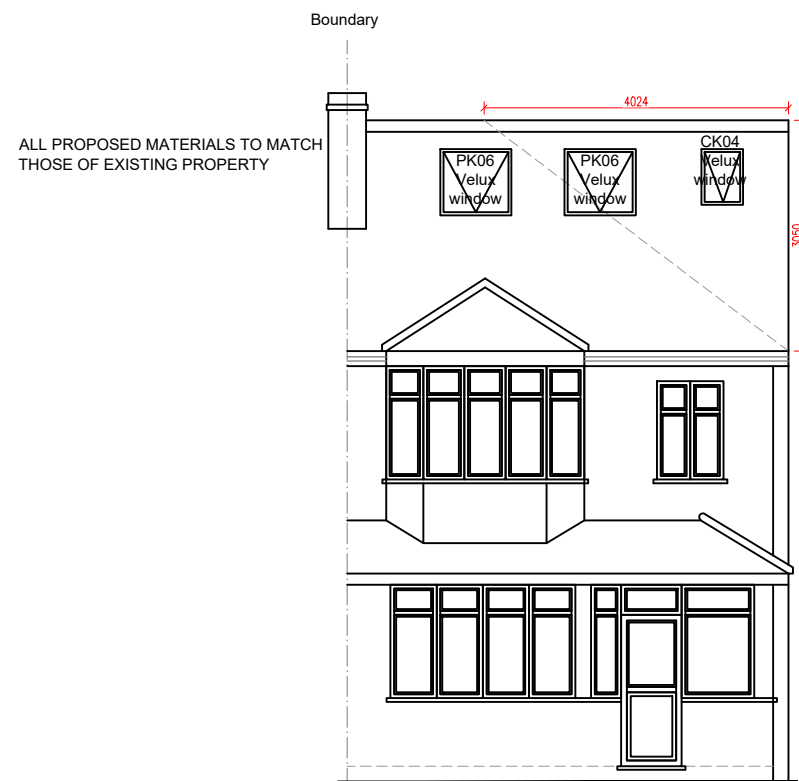 Boundary
4024
ALL PROPOSED MATERIALS TO MATCH
THOSE OF EXISTING PROPERTY
PK06
Velux
window
PK06
Velux
window
CK04
Velux
window
3050